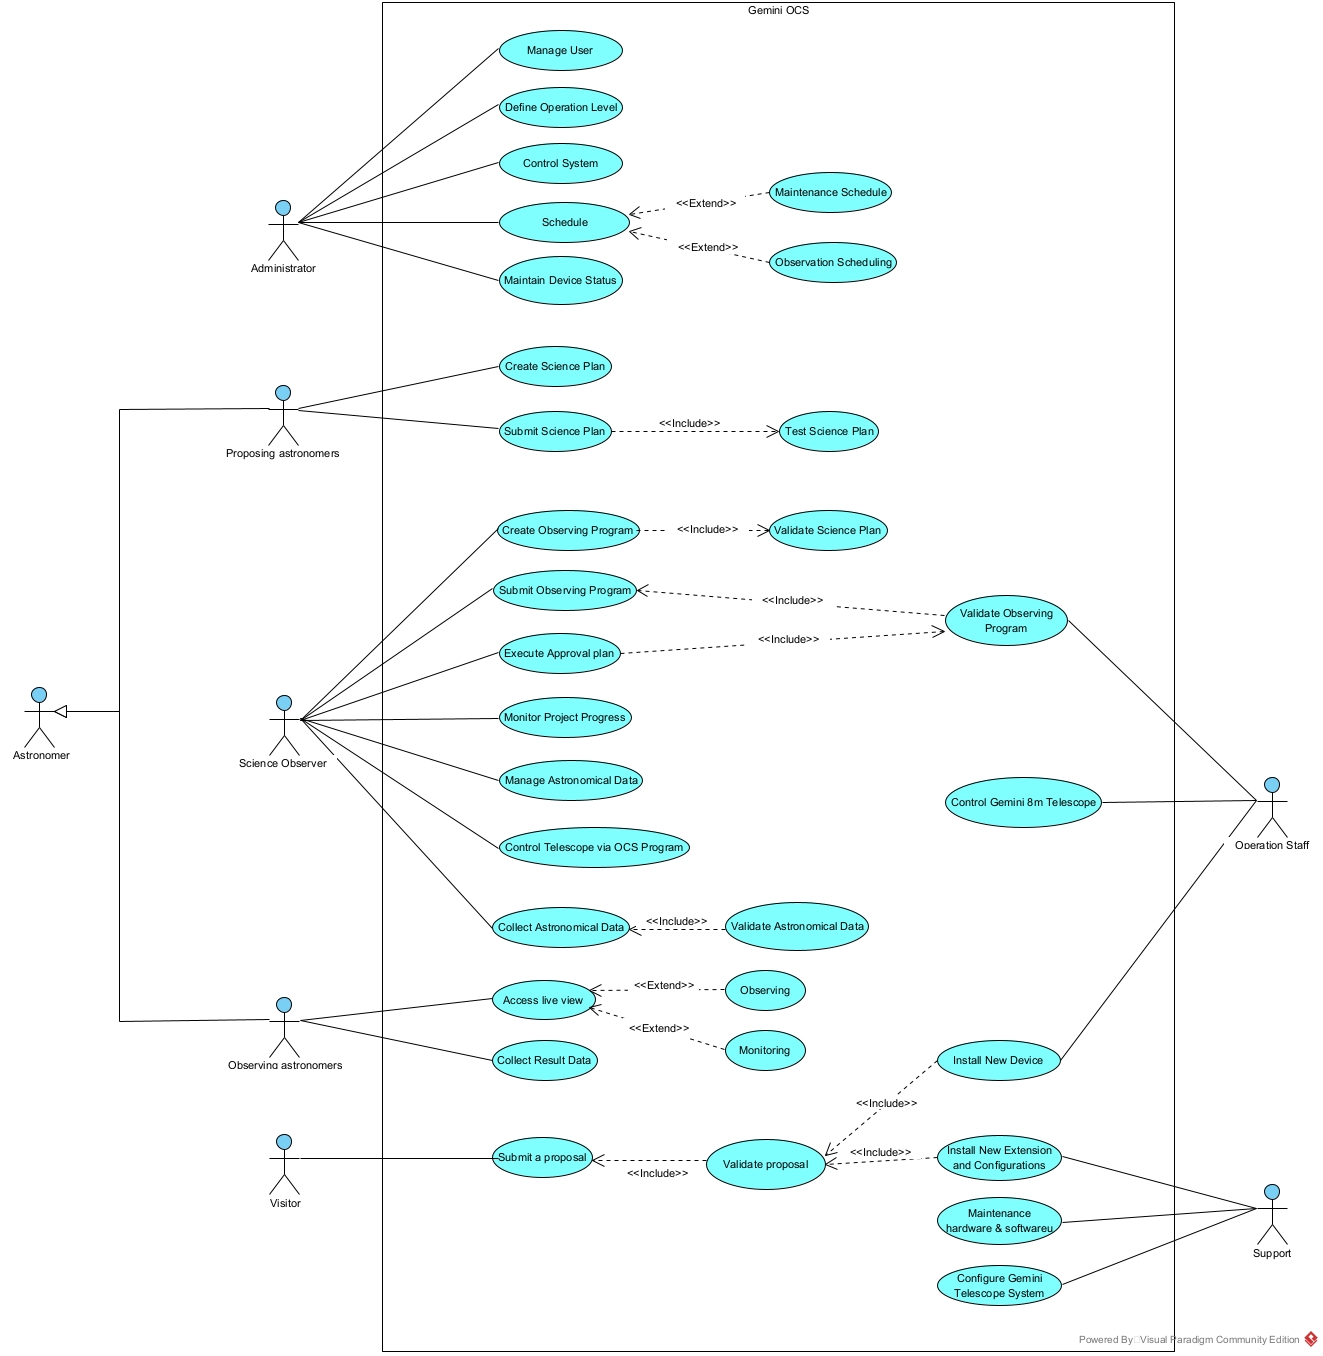 Gemini OCS
Manage User
Define Operation Level
Control System
Maintenance Schedule
<<Extend>>
Schedule
<<Extend>>
Observation Scheduling
Administrator
Maintain Device Status
Create Science Plan
Proposing astronomers
Submit Science Plan
<<Include>>
Test Science Plan
Create Observing Program
<<Include>>
Validate Science Plan
Submit Observing Program
<<Include>>
Validate Observing
Program
Execute Approval plan
<<Include>>
Monitor Project Progress
Astronomer
Science Observer
Manage Astronomical Data
Control Gemini 8m Telescope
Operation Staff
Control Telescope via OCS Program
Collect Astronomical Data
<<Include>>
Validate Astronomical Data
Access live view
<<Extend>>
Observing
<<Extend>>
Monitoring
Observing astronomers
Collect Result Data
Install New Device
<<Include>>
Visitor
Submit a proposal
<<Include>>
Validate proposal
<<Include>>
Install New Extension
and Configurations
Maintenance
hardware & softwareu
Support
Configure Gemini
Telescope System
Powered By Visual Paradigm Community Edition